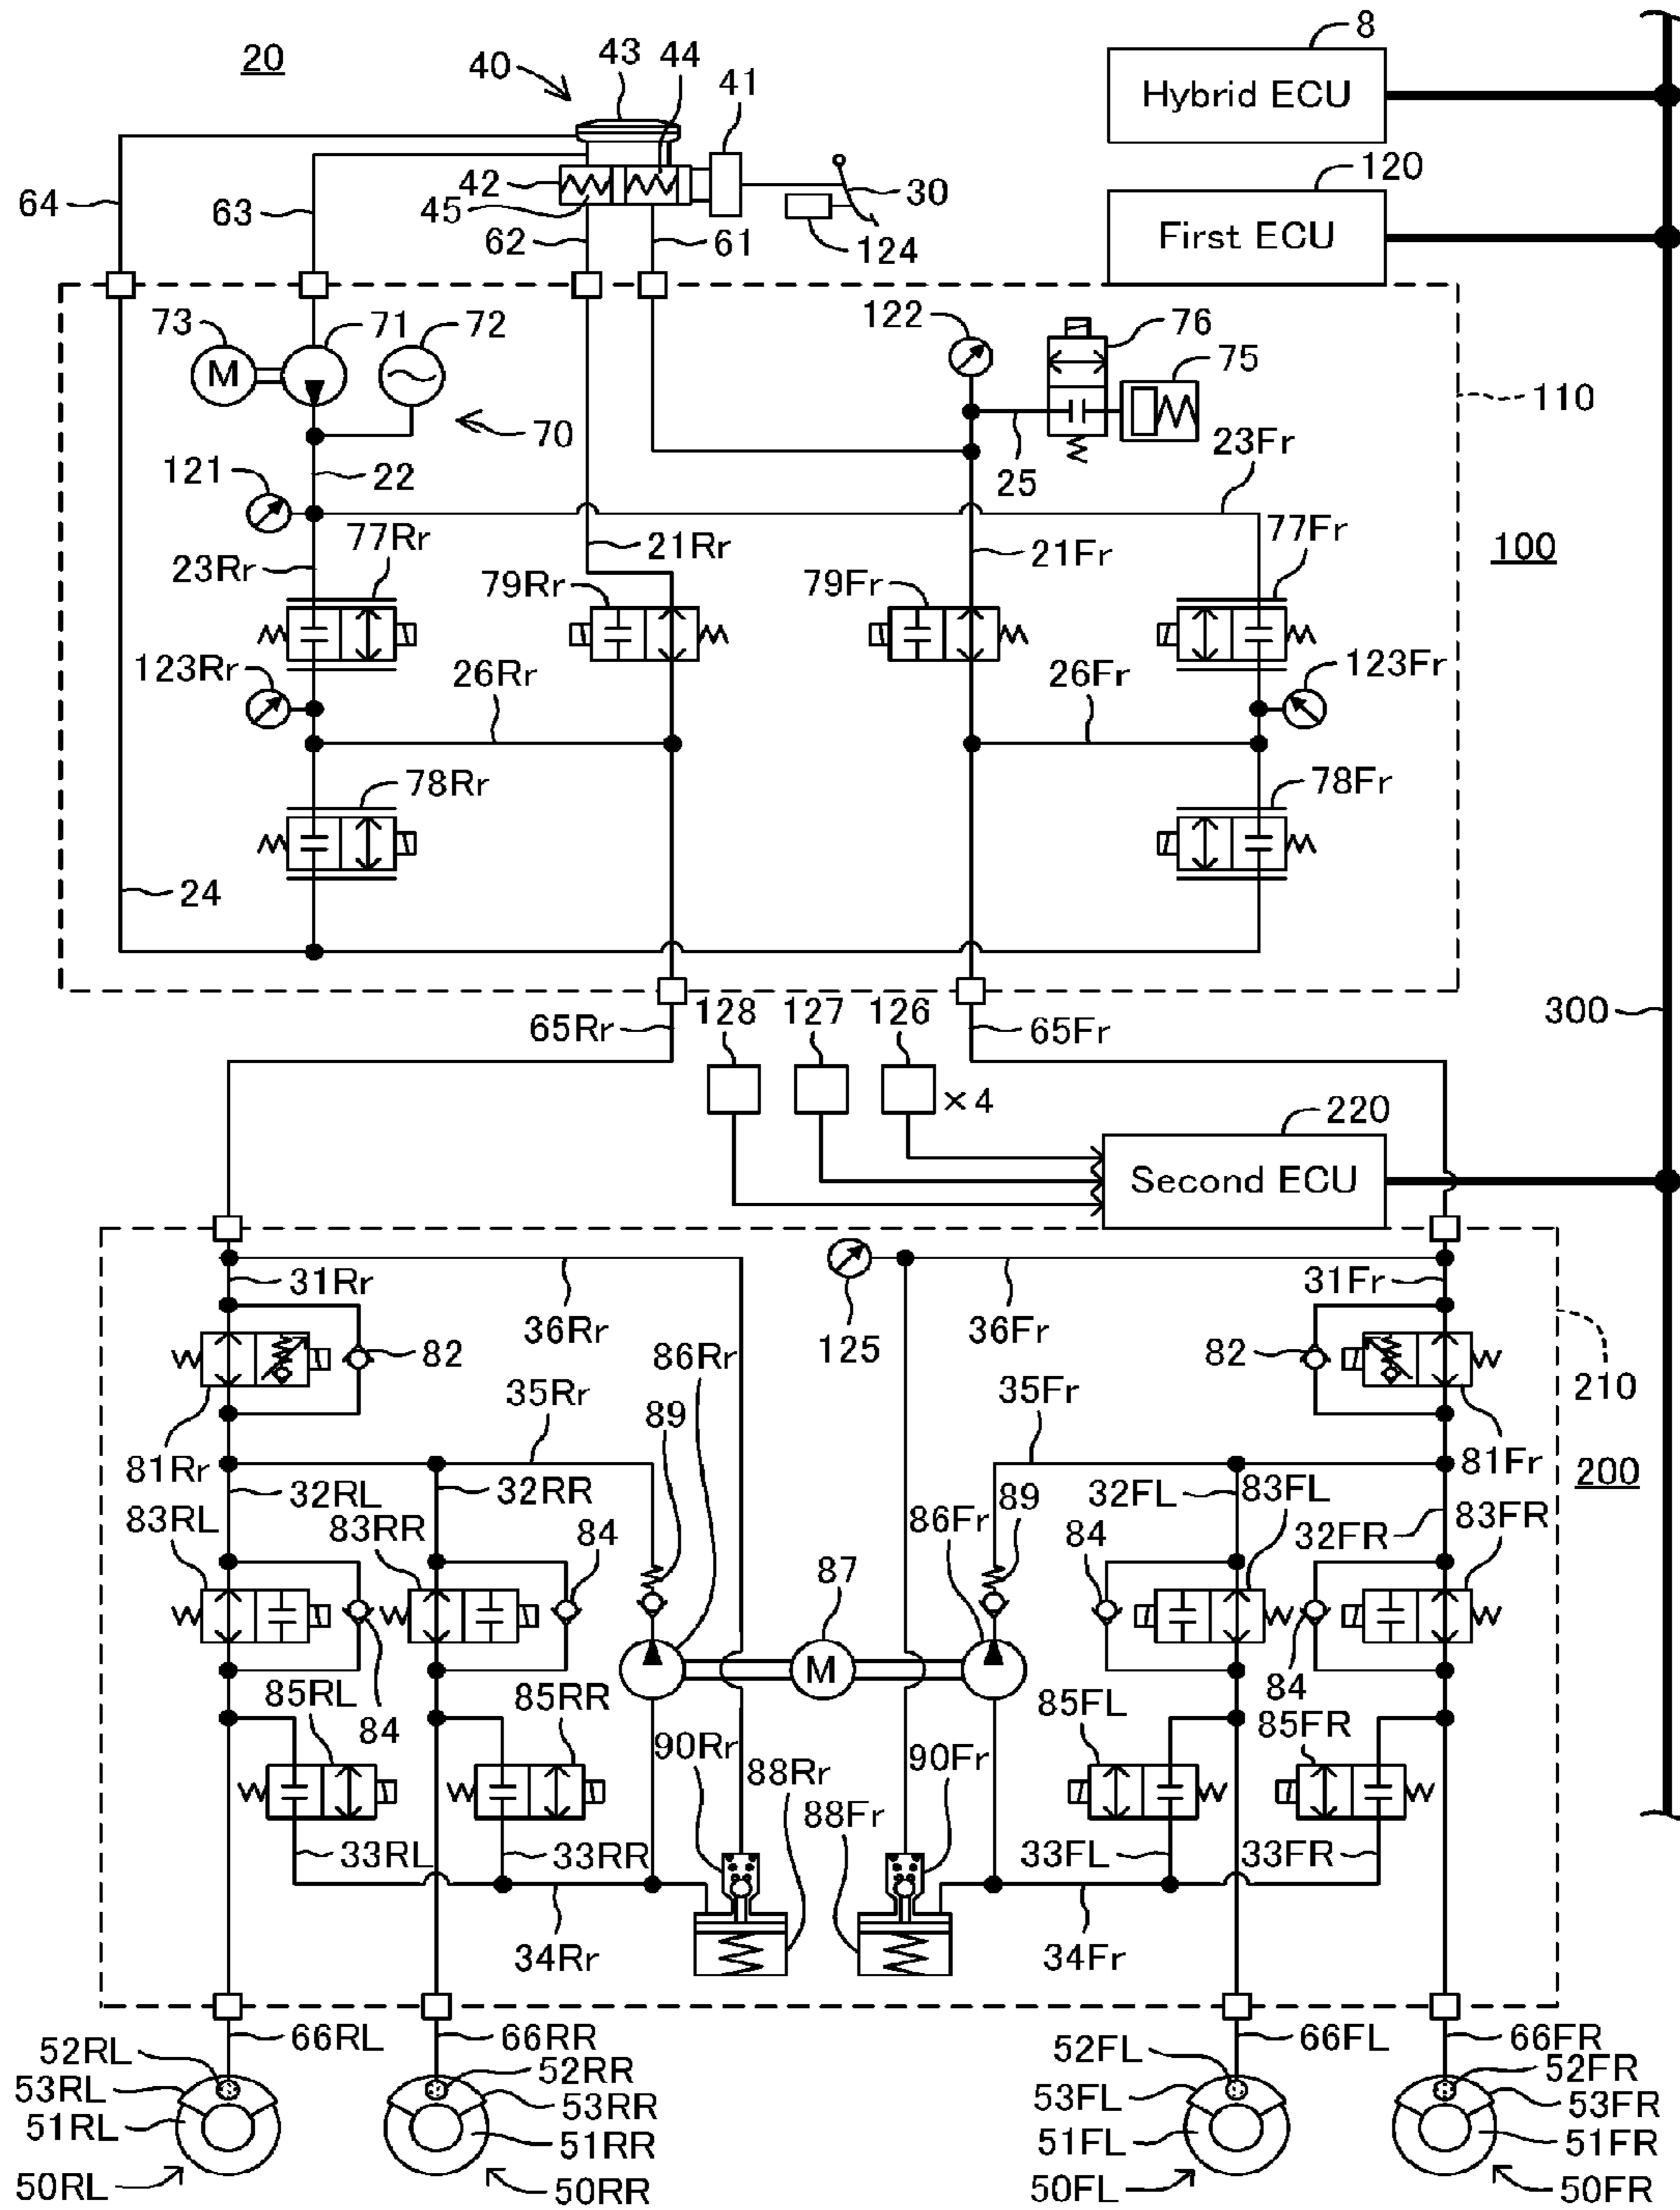 8
20
43
44
40
41
Hybrid ECU
120
42
45
30
64
63
62
61
124
First ECU
73
71
72
122
76
75
M
110
70
25
23Fr
121
22
77Rr
21Rr
21Fr
77Fr
100
23Rr
79Rr
79Fr
123Rr
26Rr
26Fr
123Fr
78Rr
78Fr
24
128
127
126
300
65Rr
65Fr
×4
220
Second ECU
31Rr
31Fr
36Rr
125
36Fr
82
86Rr
82
210
35Rr
89
35Fr
81Rr
81Fr
200
32RL
32RR
32FL
83FL
89
83RL
83RR
84
86Fr
84
32FR
83FR
87
M
85RL
84
85RR
85FL
84
85FR
90Rr
88Rr
90Fr
88Fr
33RL
33RR
33FL
33FR
34Rr
34Fr
66RL
66RR
66FL
66FR
52RL
52RR
52FL
52FR
53RL
53RR
53FL
53FR
51RL
51RR
51FL
51FR
50RL
50RR
50FL
50FR